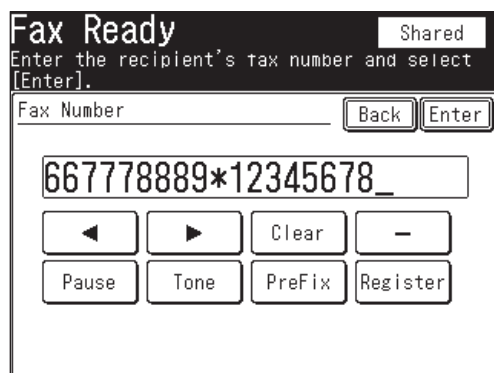 Fax Ready
Shared
Enter the recipient's fax number and select
[Enter].
Fax Number
Back
Enter
667778889*12345678_
◄ ► Clear –
Pause Tone PreFix Register